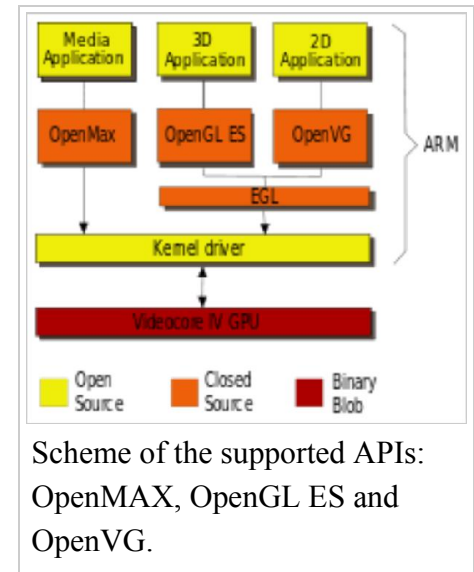 Media 3D 2D
Application Application Application
OpenMax OpenGL ES OpenVG
ARM
EGL
Kernel driver
Videocore IV GPU
Open Closed Binary
Source Source Blob
Scheme of the supported APIs:
OpenMAX, OpenGL ES and
OpenVG.